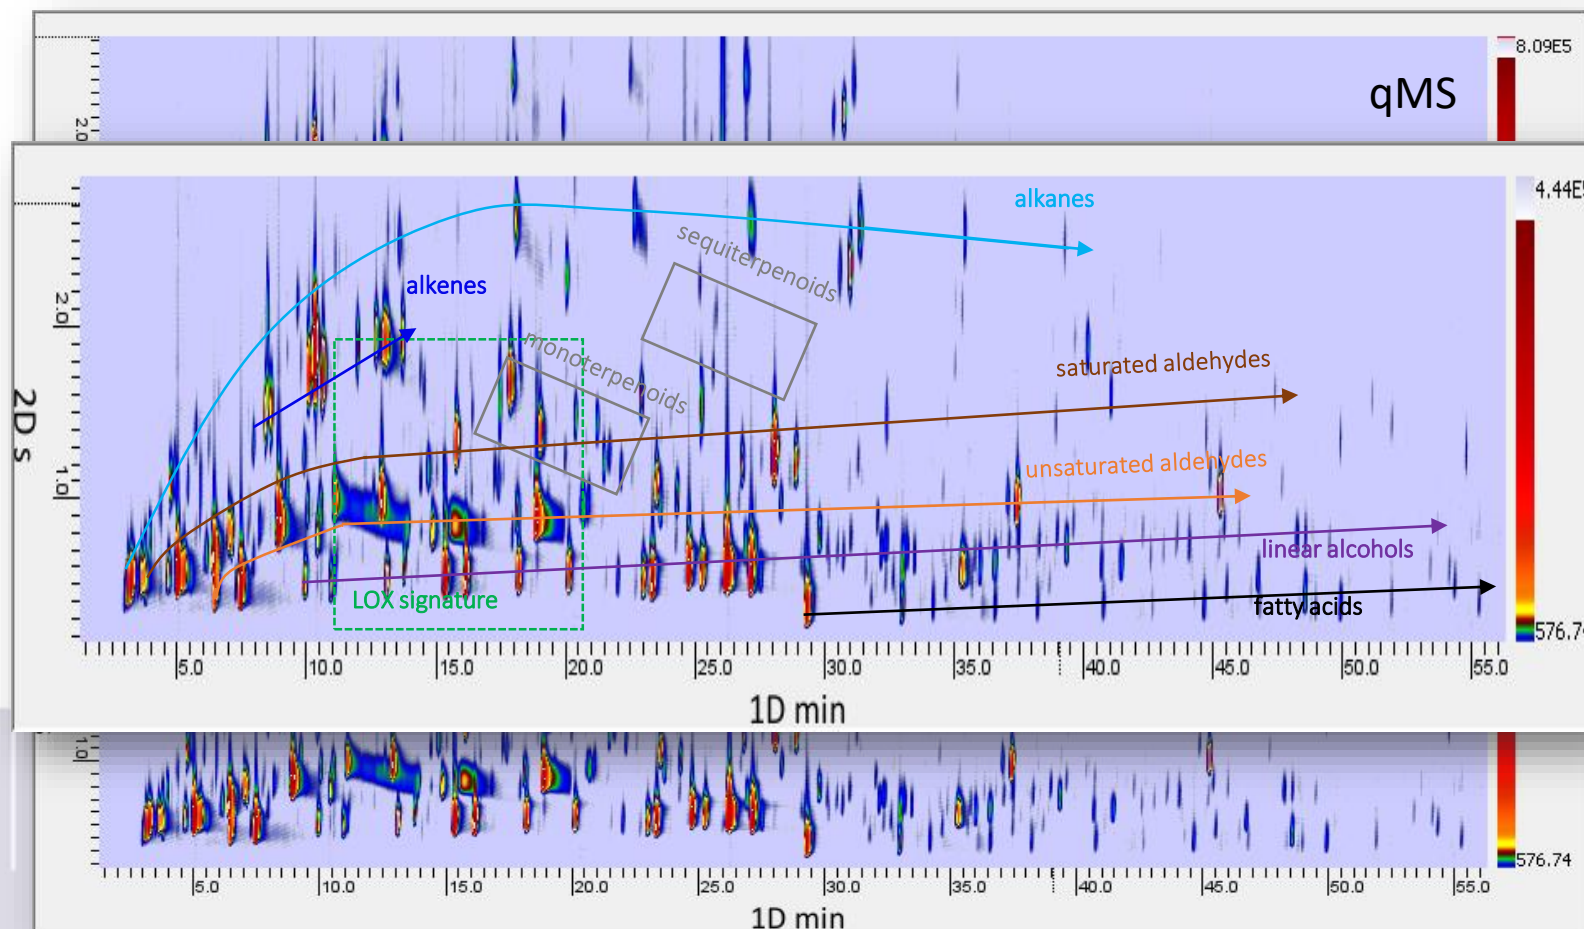 8.09E5
qMS
2.0
4.44E5
alkanes
sequiterpenoids
alkenes
2.0
monoterpenoids
saturated aldehydes
2D s
unsaturated aldehydes
1.0
linear alcohols
LOX signature
fatty acids
576.74
5.0 10.0 15.0 20.0 25.0 30.0 35.0 40.0 45.0 50.0 55.0
1D min
1.0
576.74
5.0 10.0 15.0 20.0 25.0 30.0 35.0 40.0 45.0 50.0 55.0
1D min